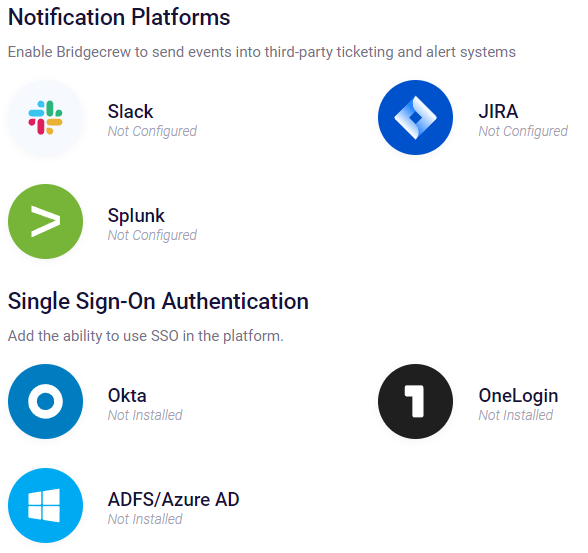 Notification Platforms
Enable Bridgecrew to send events into third-party ticketing and alert systems
Slack
Not Configured
JIRA
Not Configured
Splunk
Not Configured
Single Sign-On Authentication
Add the ability to use SSO in the platform.
Okta
Not Installed
OneLogin
Not Installed
ADFS/Azure AD
Not Installed